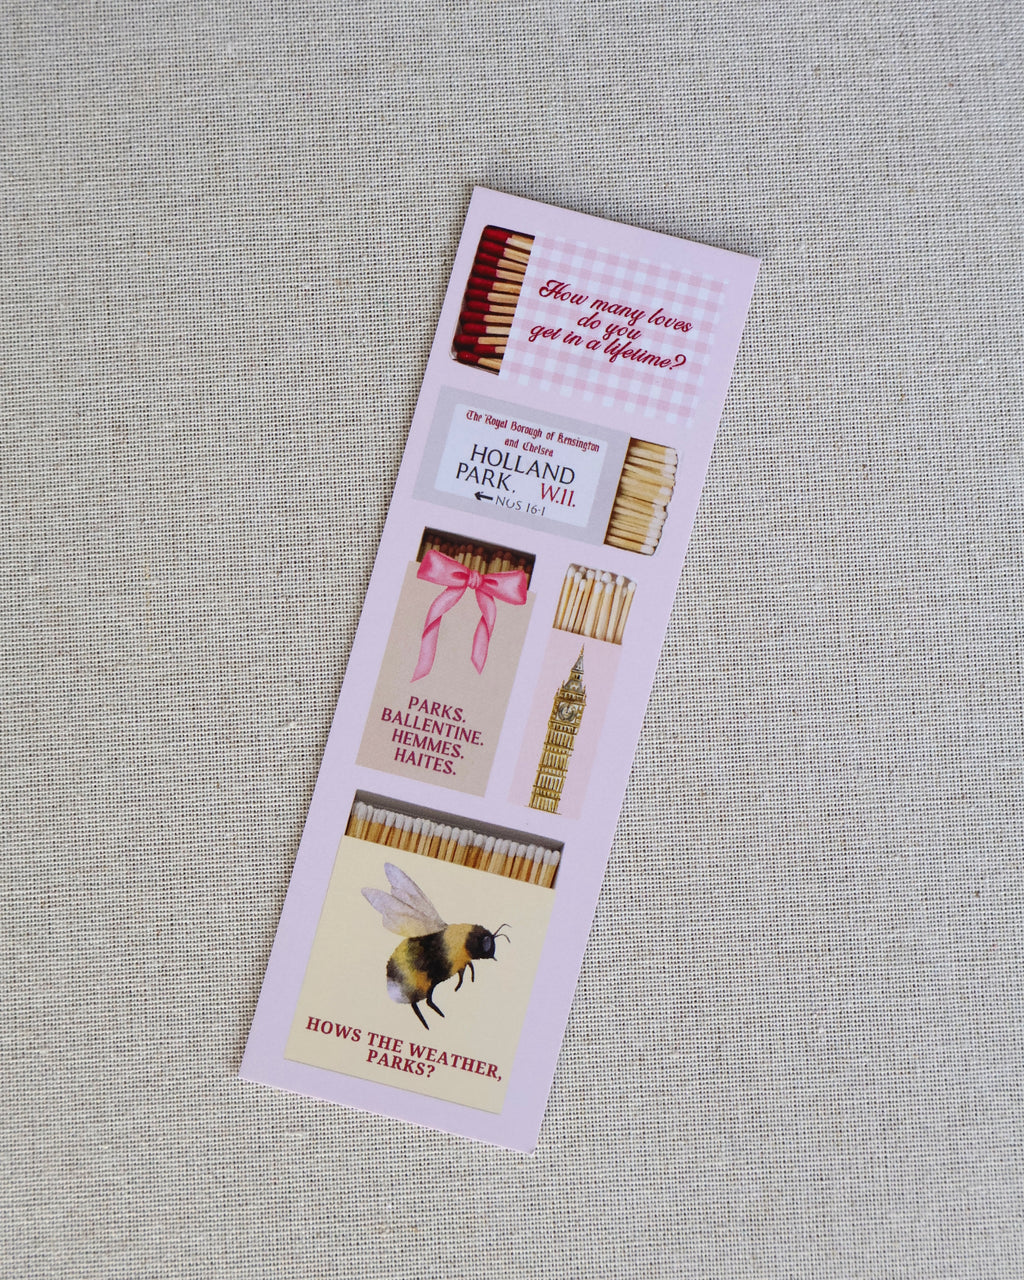 How many loves
do you
get in a lifetime?
The Royal Borough of Kensington
and Chelsea
HOLLAND
PARK. W.11.
NOS 16-1
PARKS.
BALLENTINE.
HEMMES.
HAITES.
HOWS THE WEATHER,
PARKS?